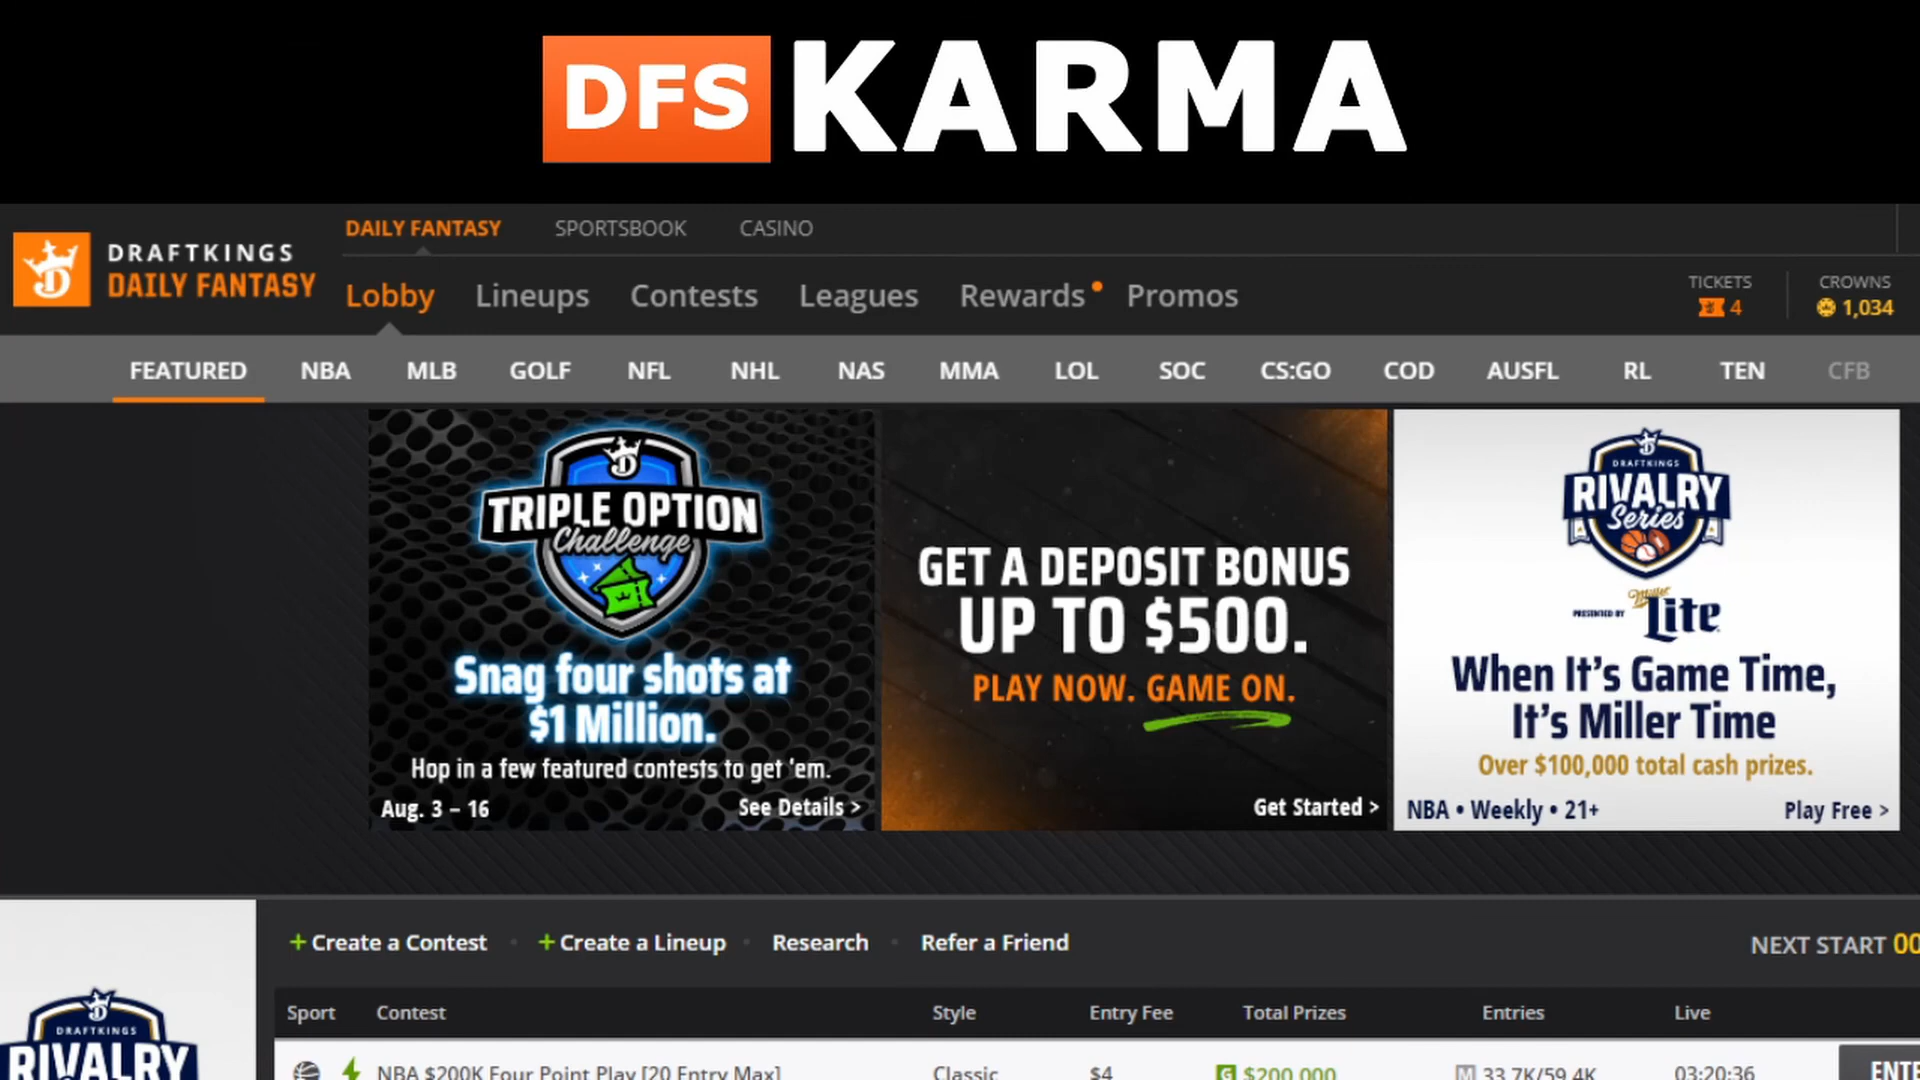 DFS KARMA
DAILY FANTASY SPORTSBOOK CASINO
DRAFTKINGS
DAILY FANTASY
Lobby Lineups Contests Leagues Rewards Promos
TICKETS
4
CROWNS
1,034
FEATURED NBA MLB GOLF NFL NHL NAS MMA LOL SOC CS:GO COD AUSFL RL TEN CFB
TRIPLE OPTION
Challenge
Snag four shots at
$1 Million.
Hop in a few featured contests to get 'em.
Aug. 3 – 16 See Details >
GET A DEPOSIT BONUS
UP TO $500.
PLAY NOW. GAME ON.
Get Started >
DRAFTKINGS
RIVALRY
Series
PRESENTED BY Miller Lite
When It's Game Time,
It's Miller Time
Over $100,000 total cash prizes.
NBA • Weekly • 21+ Play Free >
+ Create a Contest + Create a Lineup Research Refer a Friend
NEXT START 00
DRAFTKINGS
RIVALRY
Sport Contest Style Entry Fee Total Prizes Entries Live
NBA $200K Four Point Play [20 Entry Max] Classic $4 G $200,000 M 33.7K/59.4K 03:20:36 ENTE